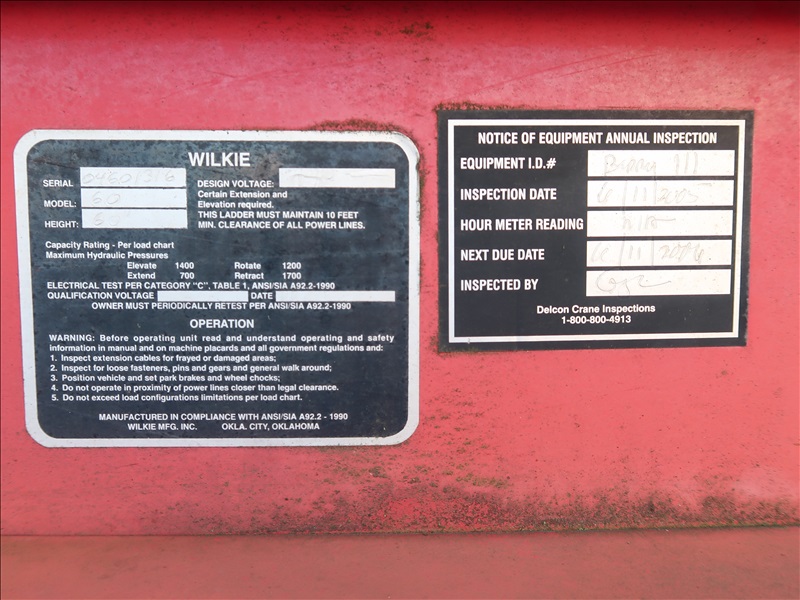 WILKIE
SERIAL
DESIGN VOLTAGE:
Certain Extension and
Elevation required.
MODEL: 60
THIS LADDER MUST MAINTAIN 10 FEET
MIN. CLEARANCE OF ALL POWER LINES.
HEIGHT:
Capacity Rating - Per load chart
Maximum Hydraulic Pressures
Elevate 1400 Rotate 1200
Extend 700 Retract 1700
ELECTRICAL TEST PER CATEGORY "C", TABLE 1, ANSI/SIA A92.2-1990
QUALIFICATION VOLTAGE DATE
OWNER MUST PERIODICALLY RETEST PER ANSI/SIA A92.2-1990
OPERATION
WARNING: Before operating unit read and understand operating and safety
information in manual and on machine placards and all government regulations and:
1. Inspect extension cables for frayed or damaged areas;
2. Inspect for loose fasteners, pins and gears and general walk around;
3. Position vehicle and set park brakes and wheel chocks;
4. Do not operate in proximity of power lines closer than legal clearance.
5. Do not exceed load configurations limitations per load chart.
MANUFACTURED IN COMPLIANCE WITH ANSI/SIA A92.2 - 1990
WILKIE MFG. INC. OKLA. CITY, OKLAHOMA
NOTICE OF EQUIPMENT ANNUAL INSPECTION
EQUIPMENT I.D.#
INSPECTION DATE 6/11/2005
HOUR METER READING
NEXT DUE DATE 6/11/2006
INSPECTED BY
Delcon Crane Inspections
1-800-800-4913